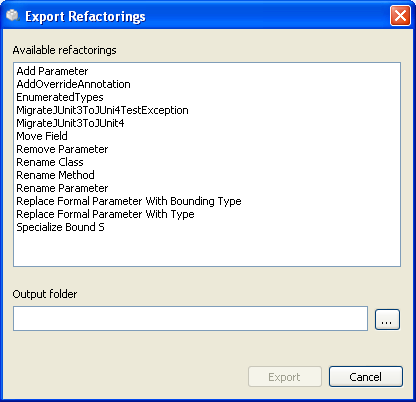 Export Refactorings
Available refactorings
Add Parameter
AddOverrideAnnotation
EnumeratedTypes
MigrateJUnit3ToJUni4TestException
MigrateJUnit3ToJUnit4
Move Field
Remove Parameter
Rename Class
Rename Method
Rename Parameter
Replace Formal Parameter With Bounding Type
Replace Formal Parameter With Type
Specialize Bound S
Output folder
...
Export
Cancel